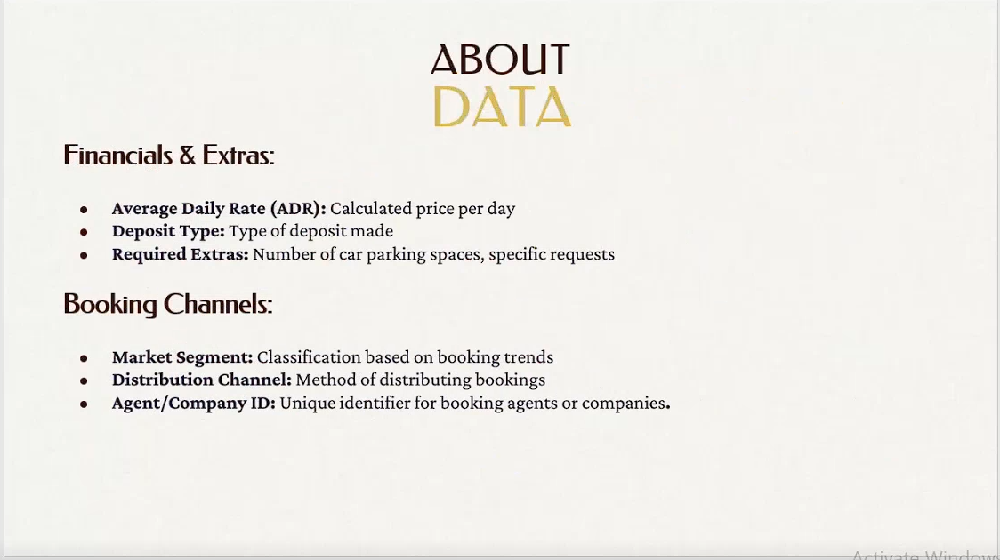 ABOUT
DATA
Financials & Extras:
● Average Daily Rate (ADR): Calculated price per day
● Deposit Type: Type of deposit made
● Required Extras: Number of car parking spaces, specific requests
Booking Channels:
● Market Segment: Classification based on booking trends
● Distribution Channel: Method of distributing bookings
● Agent/Company ID: Unique identifier for booking agents or companies.
Activate Windows